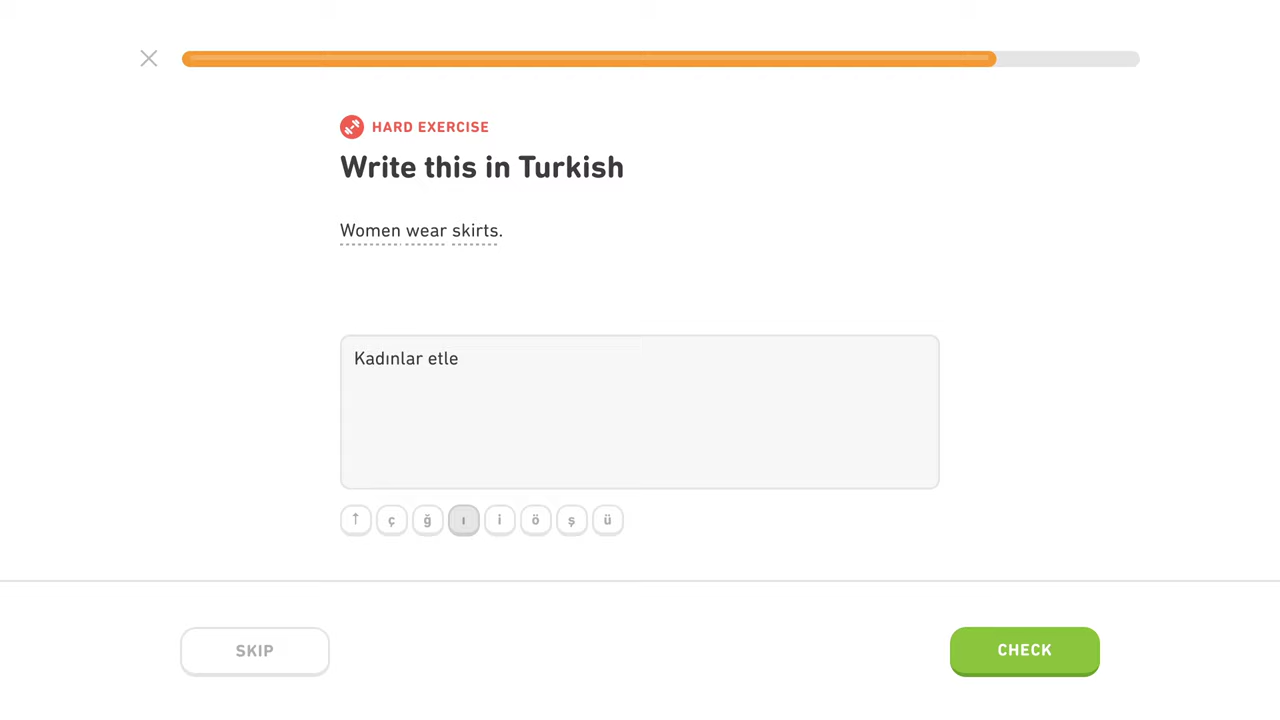 HARD EXERCISE
Write this in Turkish
Women wear skirts.
Kadınlar etle
↑ ç ğ ı i ö ş ü
SKIP
CHECK